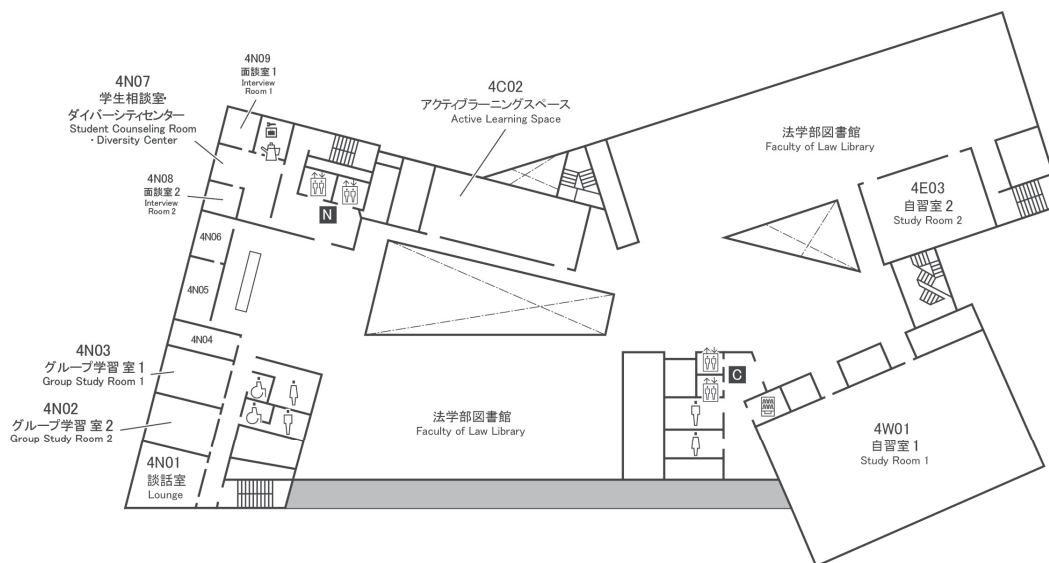 4N09
面談室1
Interview
Room 1
4N07
学生相談室・
ダイバーシティセンター
Student Counseling Room
・Diversity Center
4C02
アクティブラーニングスペース
Active Learning Space
法学部図書館
Faculty of Law Library
4N08
面談室2
Interview
Room 2
4E03
自習室2
Study Room 2
N
4N06
4N05
4N04
4N03
グループ学習室1
Group Study Room 1
4N02
グループ学習室2
Group Study Room 2
4N01
談話室
Lounge
法学部図書館
Faculty of Law Library
C
4W01
自習室1
Study Room 1